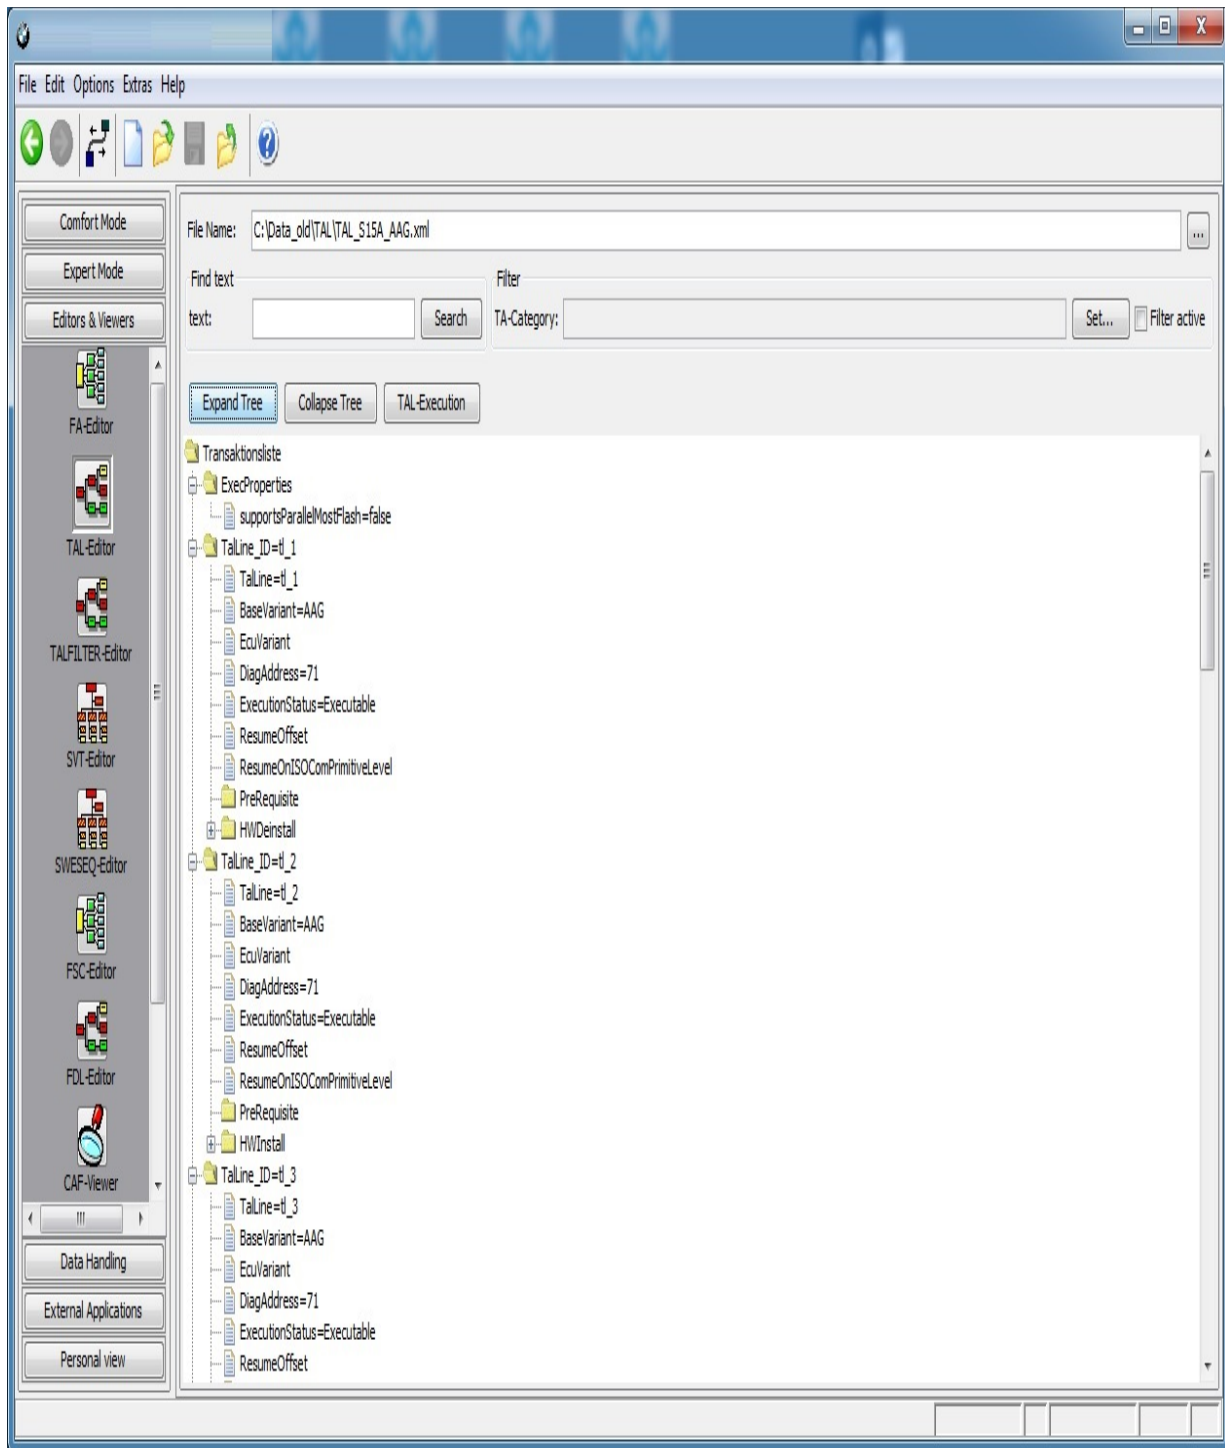 File Edit Options Extras Help
Comfort Mode
Expert Mode
Editors & Viewers
FA-Editor
TAL-Editor
TALFILTER-Editor
SVT-Editor
SWESEQ-Editor
FSC-Editor
FDL-Editor
CAF-Viewer
Data Handling
External Applications
Personal view
File Name: C:\Data_old\TAL\TAL_S15A_AAG.xml ...
Find text
text: Search
Filter
TA-Category: Set... Filter active
Expand Tree Collapse Tree TAL-Execution
Transaktionsliste
ExecProperties
supportsParallelMostFlash=false
TalLine_ID=tl_1
TalLine=tl_1
BaseVariant=AAG
EcuVariant
DiagAddress=71
ExecutionStatus=Executable
ResumeOffset
ResumeOnISOComPrimitiveLevel
PreRequisite
HWDeinstall
TalLine_ID=tl_2
TalLine=tl_2
BaseVariant=AAG
EcuVariant
DiagAddress=71
ExecutionStatus=Executable
ResumeOffset
ResumeOnISOComPrimitiveLevel
PreRequisite
HWInstall
TalLine_ID=tl_3
TalLine=tl_3
BaseVariant=AAG
EcuVariant
DiagAddress=71
ExecutionStatus=Executable
ResumeOffset